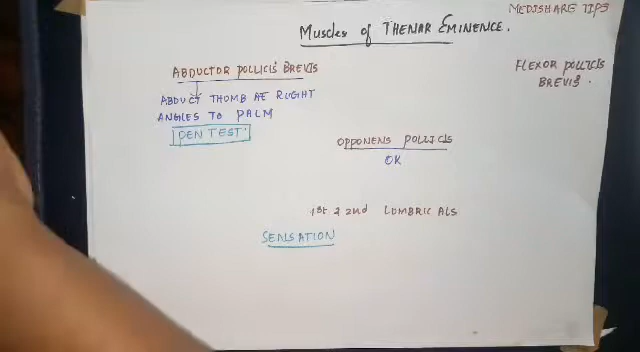 MEDISHARE TIPS
Muscles of THENAR EMINENCE.
ABDUCTOR POLLICIS BREVIS
ABDUCT THOMB AT RIGHT
ANGLES TO PALM
PEN TEST.
FLEXOR POLLICIS
BREVIS.
OPPONENS POLLICIS
OK
1st & 2nd LUMBRICALS
SENSATION